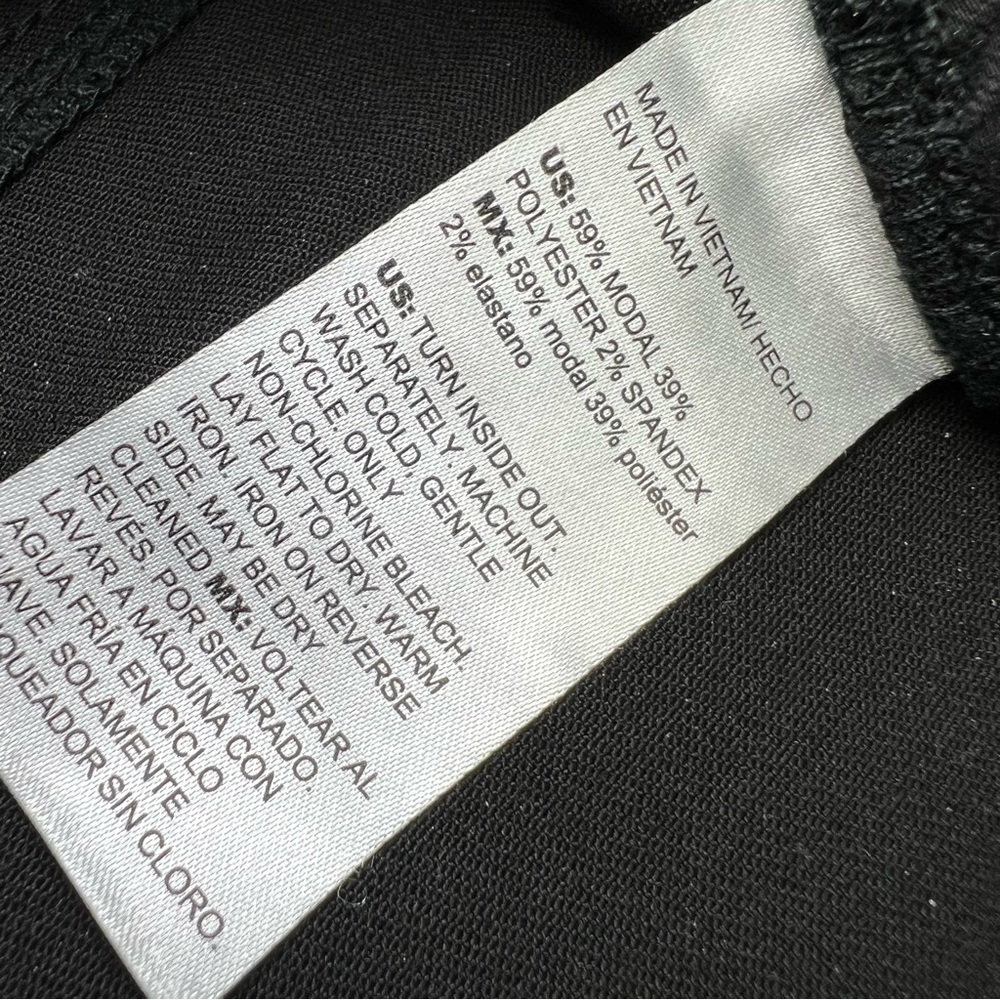 MADE IN VIETNAM/ HECHO
EN VIETNAM
US: 59% MODAL 39%
POLYESTER 2% SPANDEX
MX: 59% modal 39% poliester
2% elastano
US: TURN INSIDE OUT.
SEPARATELY. MACHINE
WASH COLD, GENTLE
CYCLE. ONLY
NON-CHLORINE BLEACH.
LAY FLAT TO DRY. WARM
IRON. IRON ON REVERSE
SIDE. MAY BE DRY
CLEANED MX: VOLTEAR AL
REVÉS. POR SEPARADO.
LAVAR A MÁQUINA CON
AGUA FRÍA EN CICLO
SOLAMENTE
SIN CLORO.